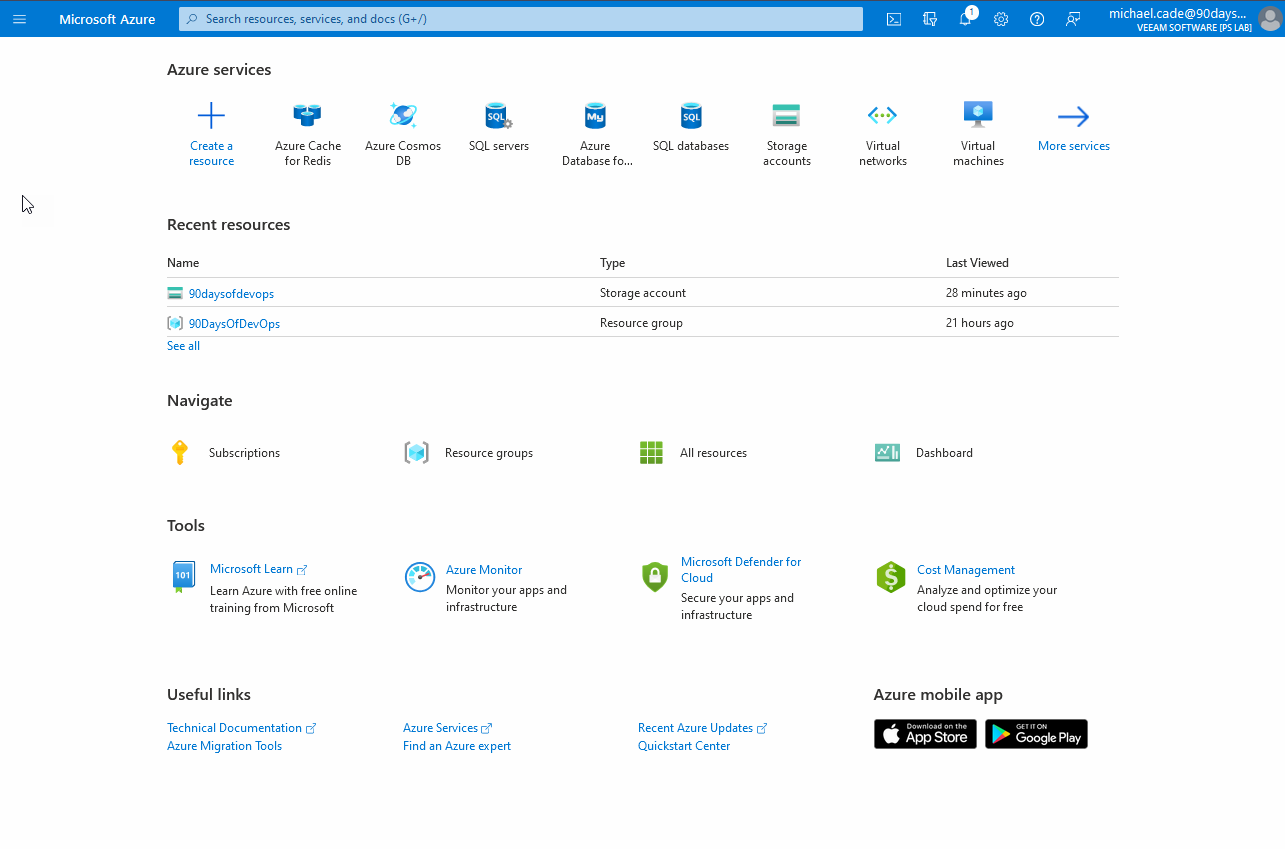 Microsoft Azure
Search resources, services, and docs (G+/)
1
michael.cade@90days...
VEEAM SOFTWARE [PS LAB]
Azure services
Create a
resource
Azure Cache
for Redis
Azure Cosmos
DB
SQL
SQL servers
My
Azure
Database fo...
SQL
SQL databases
Storage
accounts
Virtual
networks
Virtual
machines
More services
Recent resources
Name Type Last Viewed
90daysofdevops Storage account 28 minutes ago
90DaysOfDevOps Resource group 21 hours ago
See all
Navigate
Subscriptions Resource groups All resources Dashboard
Tools
101
Microsoft Learn
Learn Azure with free online
training from Microsoft
Azure Monitor
Monitor your apps and
infrastructure
Microsoft Defender for
Cloud
Secure your apps and
infrastructure
$
Cost Management
Analyze and optimize your
cloud spend for free
Useful links
Technical Documentation Azure Services Recent Azure Updates
Azure Migration Tools Find an Azure expert Quickstart Center
Azure mobile app
Download on the
App Store
GET IT ON
Google Play